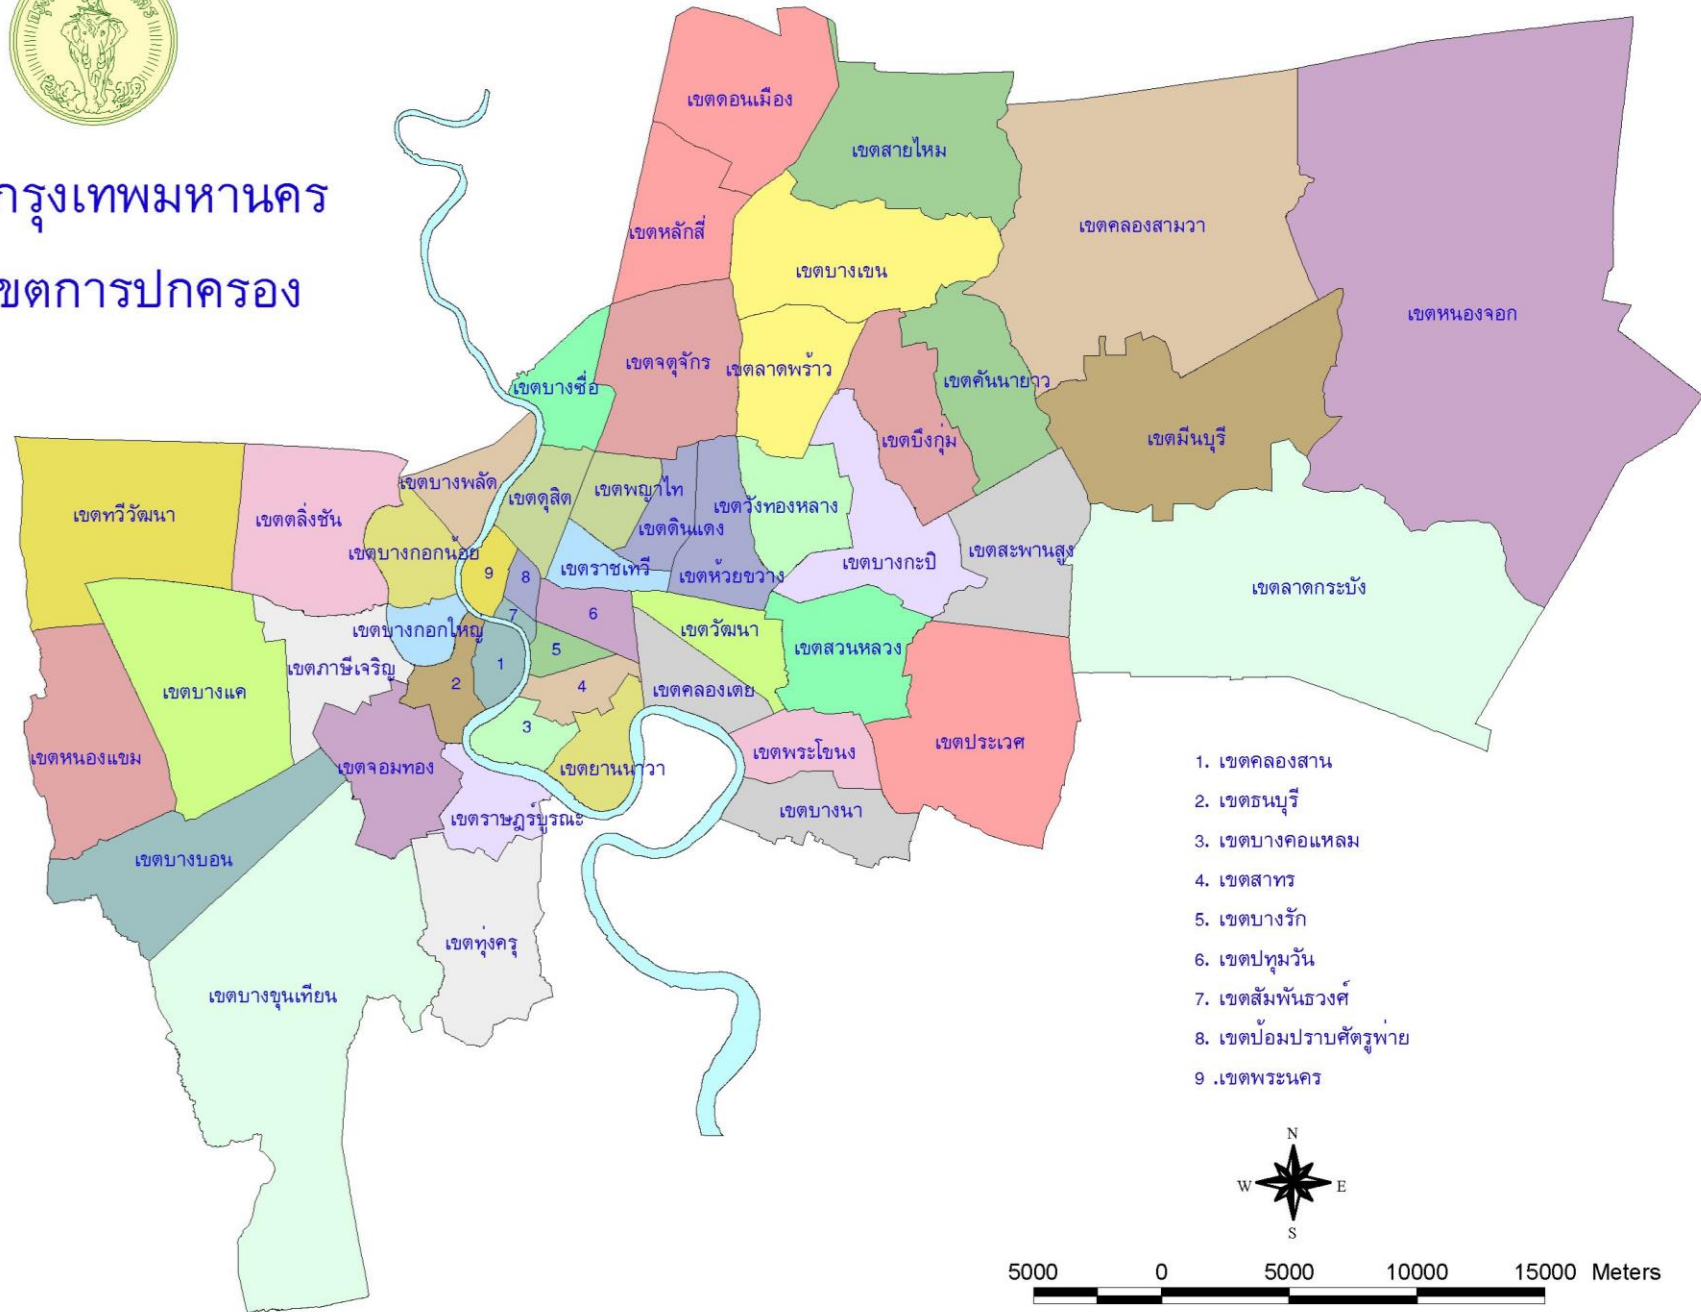 กรุงเทพมหานคร
ขตการปกครอง
เขตดอนเมือง
เขตสายไหม
เขตหลักสี่
เขตคลองสามวา
เขตบางเขน
เขตหนองจอก
เขตจตุจักร
เขตลาดพร้าว
เขตบางซื่อ
เขตคันนายาว
เขตบึงกุ่ม
เขตมีนบุรี
เขตบางพลัด
เขตดุสิต
เขตพญาไท
เขตวังทองหลาง
เขตทวีวัฒนา
เขตตลิ่งชัน
เขตดินแดง
เขตบางกอกน้อย
เขตสะพานสูง
เขตบางกะปิ
9
8
เขตราชเทวี
เขตห้วยขวาง
เขตลาดกระบัง
7
6
เขตบางกอกใหญ่
เขตวัฒนา
เขตสวนหลวง
5
1
เขตภาษีเจริญ
2
4
เขตคลองเตย
เขตบางแค
3
เขตประเวศ
เขตพระโขนง
เขตหนองแขม
เขตจอมทอง
เขตยานนาวา
เขตบางนา
เขตราษฎร์บูรณะ
เขตบางบอน
เขตทุ่งครุ
เขตบางขุนเทียน
1. เขตคลองสาน
2. เขตธนบุรี
3. เขตบางคอแหลม
4. เขตสาทร
5. เขตบางรัก
6. เขตปทุมวัน
7. เขตสัมพันธวงศ์
8. เขตป้อมปราบศัตรูพ่าย
9 .เขตพระนคร
N
W E
S
5000 0 5000 10000 15000 Meters